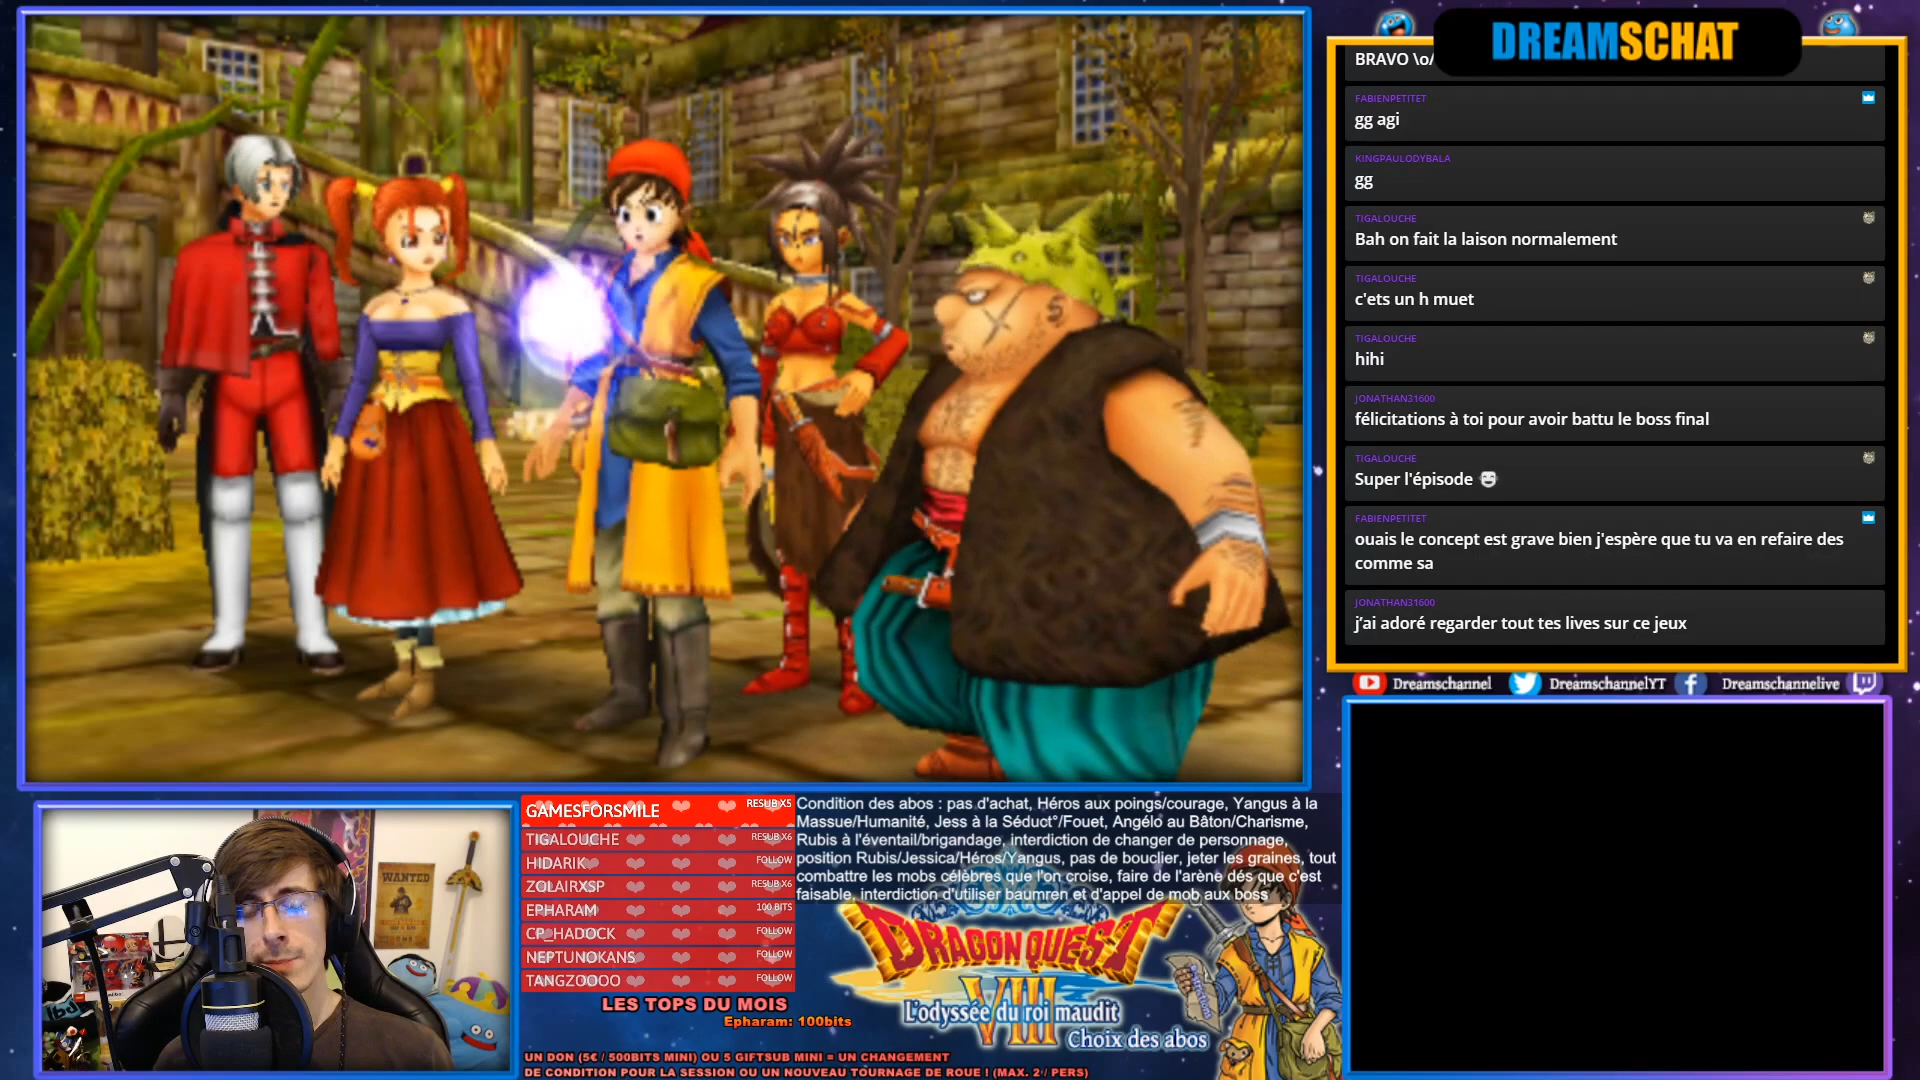 DREAMSCHAT
BRAVO \o/
FABIENPETITET
gg agi
KINGPAULODYBALA
gg
TIGALOUCHE
Bah on fait la laison normalement
TIGALOUCHE
c'ets un h muet
TIGALOUCHE
hihi
JONATHAN31600
félicitations à toi pour avoir battu le boss final
TIGALOUCHE
Super l'épisode
FABIENPETITET
ouais le concept est grave bien j'espère que tu va en refaire des
comme sa
JONATHAN31600
j'ai adoré regarder tout tes lives sur ce jeux
Dreamschannel DreamschannelYT Dreamschannelive
WANTED
GAMESFORSMILE RESUB X5
TIGALOUCHE RESUB X6
HIDARIK FOLLOW
ZOLAIRXSP RESUB X6
EPHARAM 100 BITS
CP_HADOCK FOLLOW
NEPTUNOKANS FOLLOW
TANGZOOOO FOLLOW
LES TOPS DU MOIS
Epharam: 100bits
Condition des abos : pas d'achat, Héros aux poings/courage, Yangus à la
Massue/Humanité, Jess à la Séduct°/Fouet, Angélo au Bâton/Charisme,
Rubis à l'éventail/brigandage, interdiction de changer de personnage,
position Rubis/Jessica/Héros/Yangus, pas de bouclier, jeter les graines, tout
combattre les mobs célèbres que l'on croise, faire de l'arène dés que c'est
faisable, interdiction d'utiliser baumren et d'appel de mob aux boss
DRAGON QUEST
VIII
L'odyssée du roi maudit
Choix des abos
UN DON (5€ / 500BITS MINI) OU 5 GIFTSUB MINI = UN CHANGEMENT
DE CONDITION POUR LA SESSION OU UN NOUVEAU TOURNAGE DE ROUE ! (MAX. 2 / PERS)